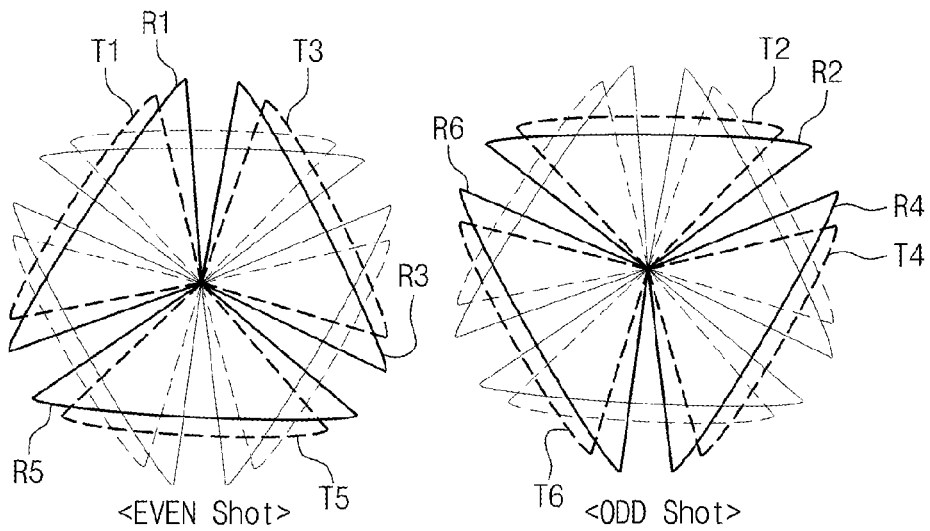 R1
T1
T3
T2
R2
R6
R4
T4
R3
R5
T5
T6
<EVEN Shot>
<ODD Shot>